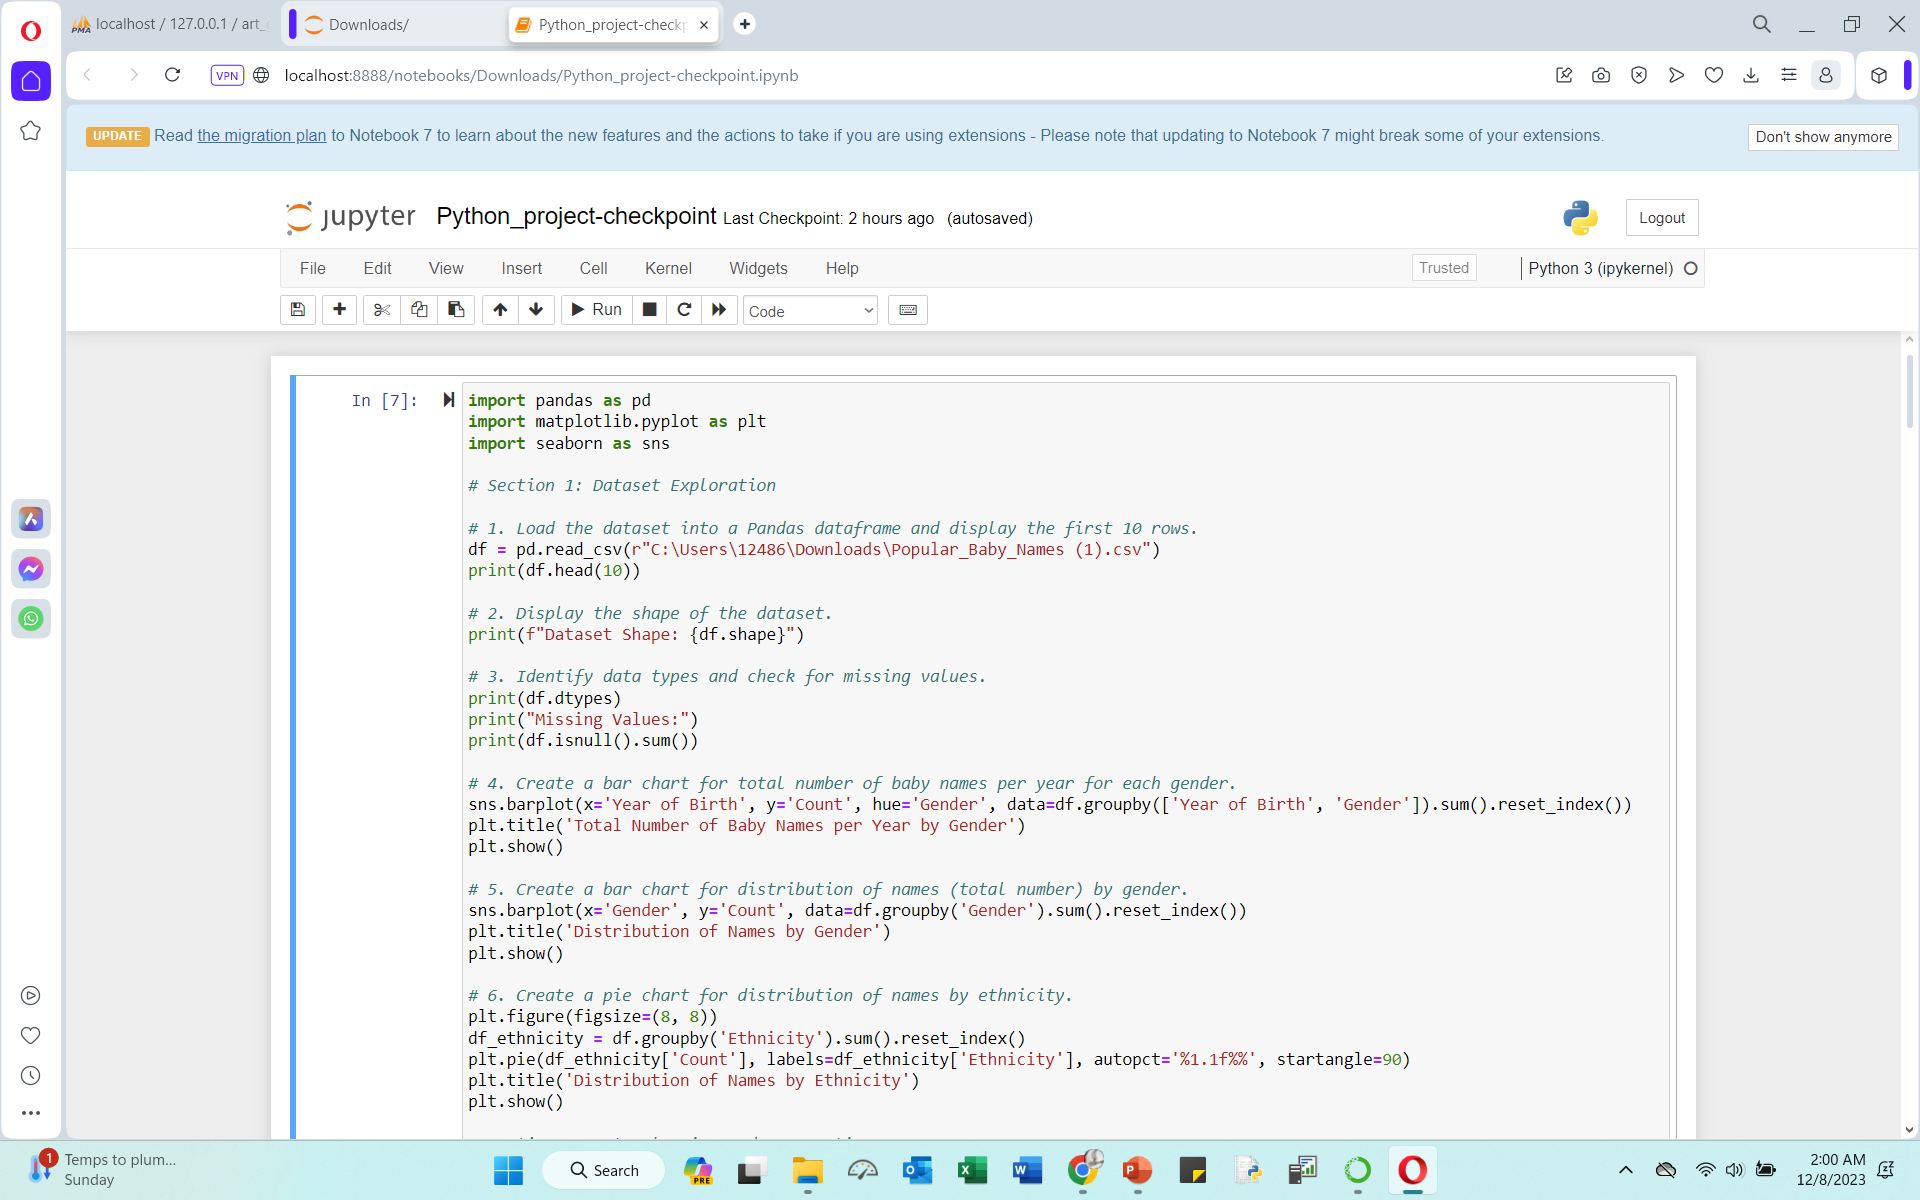 localhost / 127.0.0.1 / art_
Downloads/
Python_project-check
VPN
localhost:8888/notebooks/Downloads/Python_project-checkpoint.ipynb
UPDATE Read the migration plan to Notebook 7 to learn about the new features and the actions to take if you are using extensions - Please note that updating to Notebook 7 might break some of your extensions.
Don't show anymore
jupyter Python_project-checkpoint Last Checkpoint: 2 hours ago (autosaved)
Logout
File Edit View Insert Cell Kernel Widgets Help
Trusted
Python 3 (ipykernel)
Run
Code
In [7]:
import pandas as pd
import matplotlib.pyplot as plt
import seaborn as sns
# Section 1: Dataset Exploration
# 1. Load the dataset into a Pandas dataframe and display the first 10 rows.
df = pd.read_csv(r"C:\Users\12486\Downloads\Popular_Baby_Names (1).csv")
print(df.head(10))
# 2. Display the shape of the dataset.
print(f"Dataset Shape: {df.shape}")
# 3. Identify data types and check for missing values.
print(df.dtypes)
print("Missing Values:")
print(df.isnull().sum())
# 4. Create a bar chart for total number of baby names per year for each gender.
sns.barplot(x='Year of Birth', y='Count', hue='Gender', data=df.groupby(['Year of Birth', 'Gender']).sum().reset_index())
plt.title('Total Number of Baby Names per Year by Gender')
plt.show()
# 5. Create a bar chart for distribution of names (total number) by gender.
sns.barplot(x='Gender', y='Count', data=df.groupby('Gender').sum().reset_index())
plt.title('Distribution of Names by Gender')
plt.show()
# 6. Create a pie chart for distribution of names by ethnicity.
plt.figure(figsize=(8, 8))
df_ethnicity = df.groupby('Ethnicity').sum().reset_index()
plt.pie(df_ethnicity['Count'], labels=df_ethnicity['Ethnicity'], autopct='%1.1f%%', startangle=90)
plt.title('Distribution of Names by Ethnicity')
plt.show()
1
Temps to plum...
Sunday
Search
PRE
2:00 AM
12/8/2023